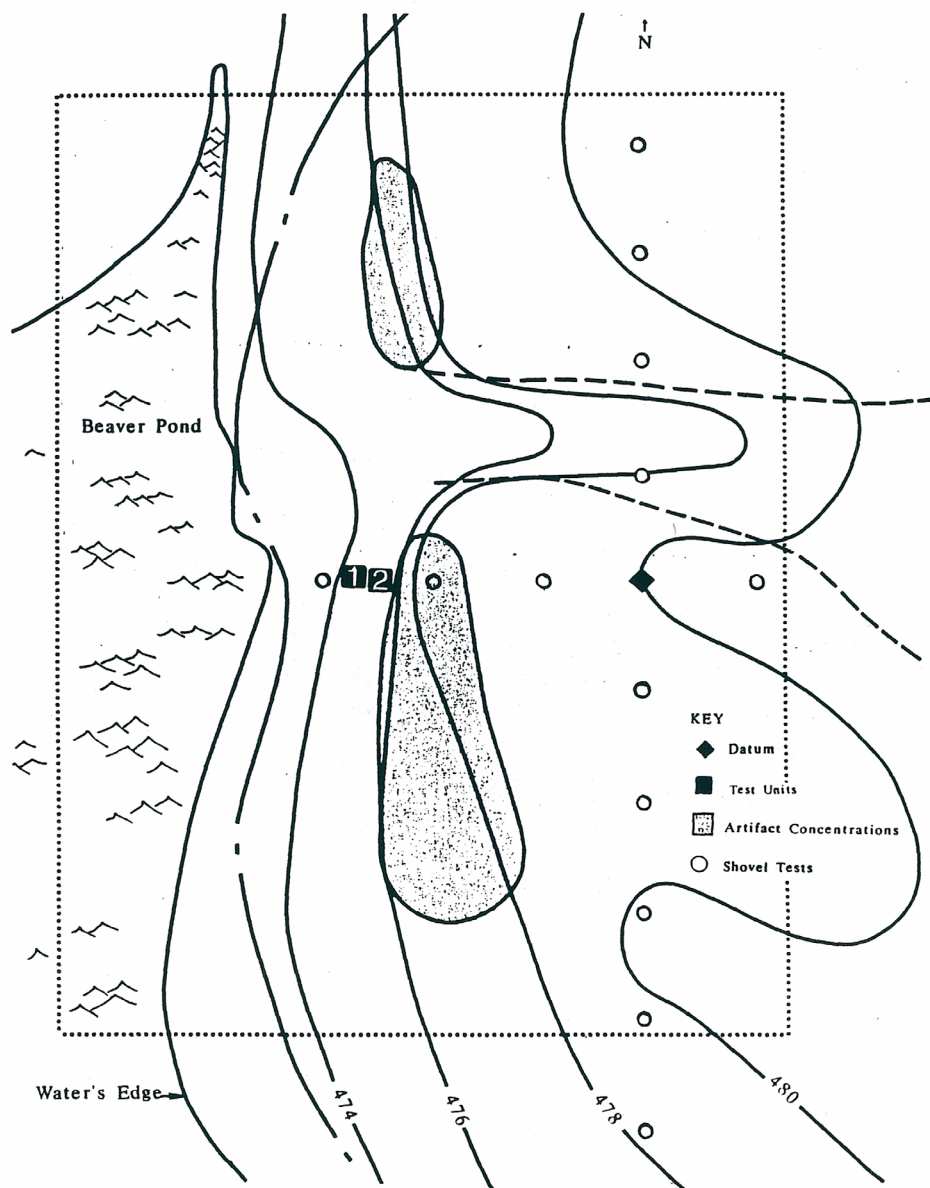 N
Beaver Pond
1 2
KEY
Datum
Test Units
Artifact Concentrations
Shovel Tests
Water's Edge
474
476
478
480